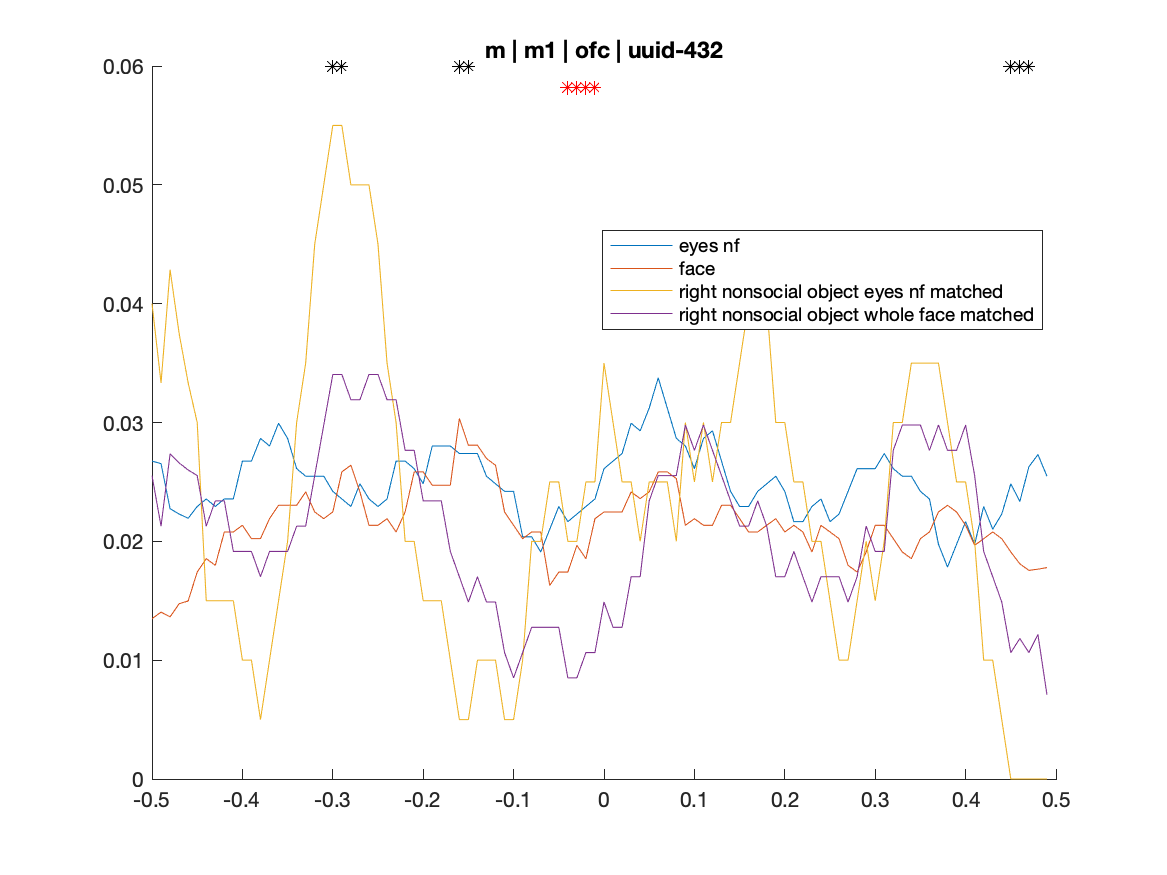 m | m1 | ofc | uuid-432
0.06
0.05
0.04
0.03
0.02
0.01
0
eyes nf
face
right nonsocial object eyes nf matched
right nonsocial object whole face matched
-0.5 -0.4 -0.3 -0.2 -0.1 0 0.1 0.2 0.3 0.4 0.5